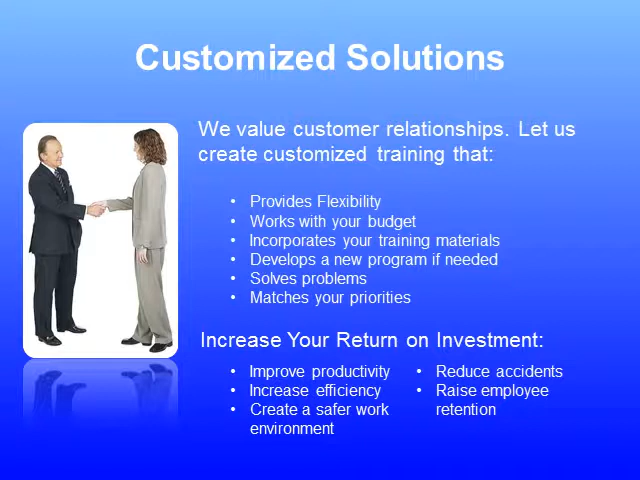 Customized Solutions
We value customer relationships. Let us
create customized training that:
• Provides Flexibility
• Works with your budget
• Incorporates your training materials
• Develops a new program if needed
• Solves problems
• Matches your priorities
Increase Your Return on Investment:
• Improve productivity
• Increase efficiency
• Create a safer work
environment
• Reduce accidents
• Raise employee
retention